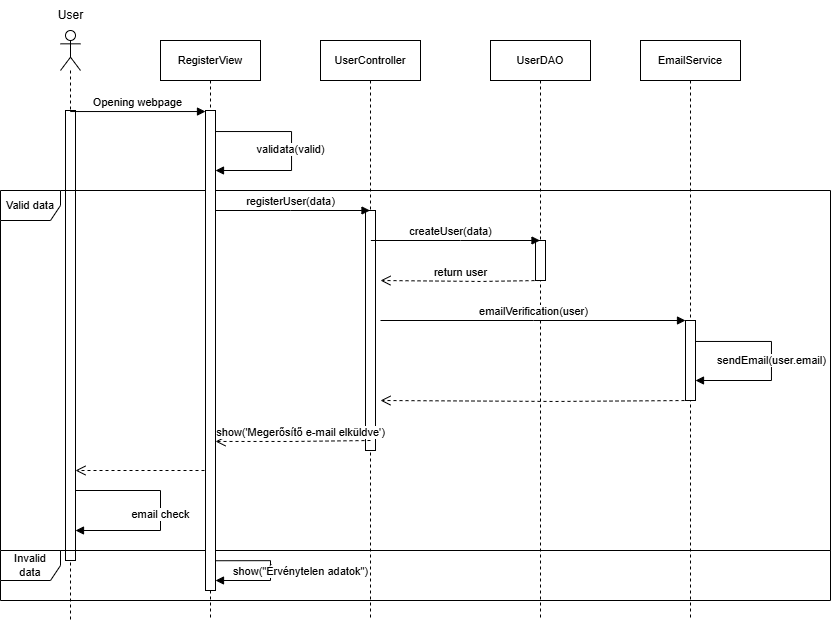 User
RegisterView
UserController
UserDAO
EmailService
Opening webpage
validata(valid)
Valid data
registerUser(data)
createUser(data)
return user
emailVerification(user)
sendEmail(user.email)
show('Megerősítő e-mail elküldve')
email check
Invalid
data
show("Érvénytelen adatok")